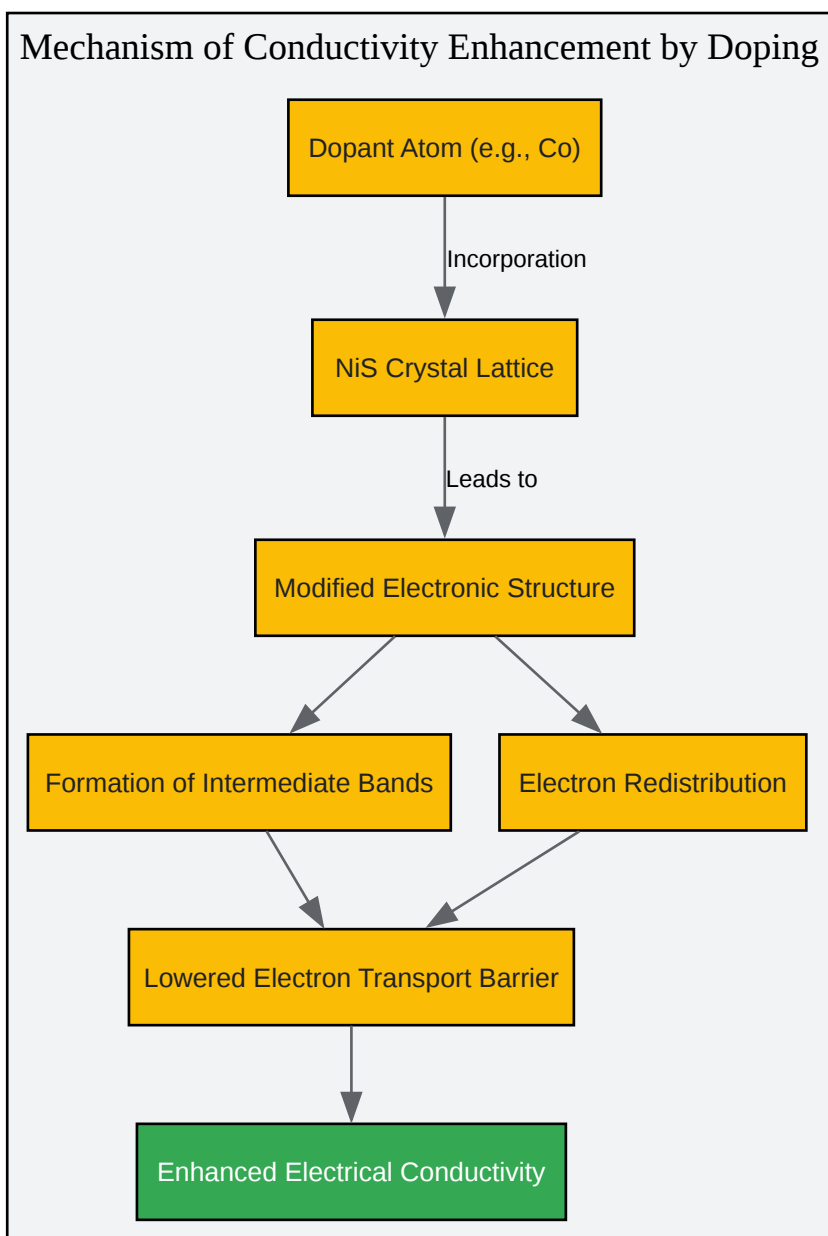 Mechanism of Conductivity Enhancement by Doping
Dopant Atom (e.g., Co)
Incorporation
NiS Crystal Lattice
Leads to
Modified Electronic Structure
Formation of Intermediate Bands
Electron Redistribution
Lowered Electron Transport Barrier
Enhanced Electrical Conductivity